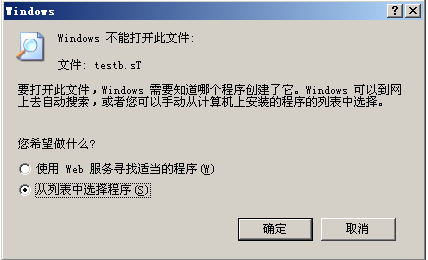 Windows
Windows 不能打开此文件:
文件: testb.sT
要打开此文件，Windows 需要知道哪个程序创建了它。Windows 可以到网
上去自动搜索，或者您可以手动从计算机上安装的程序的列表中选择。
您希望做什么?
使用 Web 服务寻找适当的程序(W)
从列表中选择程序(S)
确定
取消